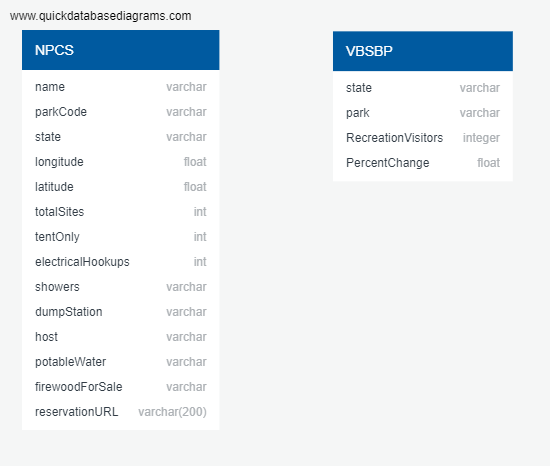 www.quickdatabasediagrams.com
NPCS
name varchar
parkCode varchar
state varchar
longitude float
latitude float
totalSites int
tentOnly int
electricalHookups int
showers varchar
dumpStation varchar
host varchar
potableWater varchar
firewoodForSale varchar
reservationURL varchar(200)
VBSBP
state varchar
park varchar
RecreationVisitors integer
PercentChange float